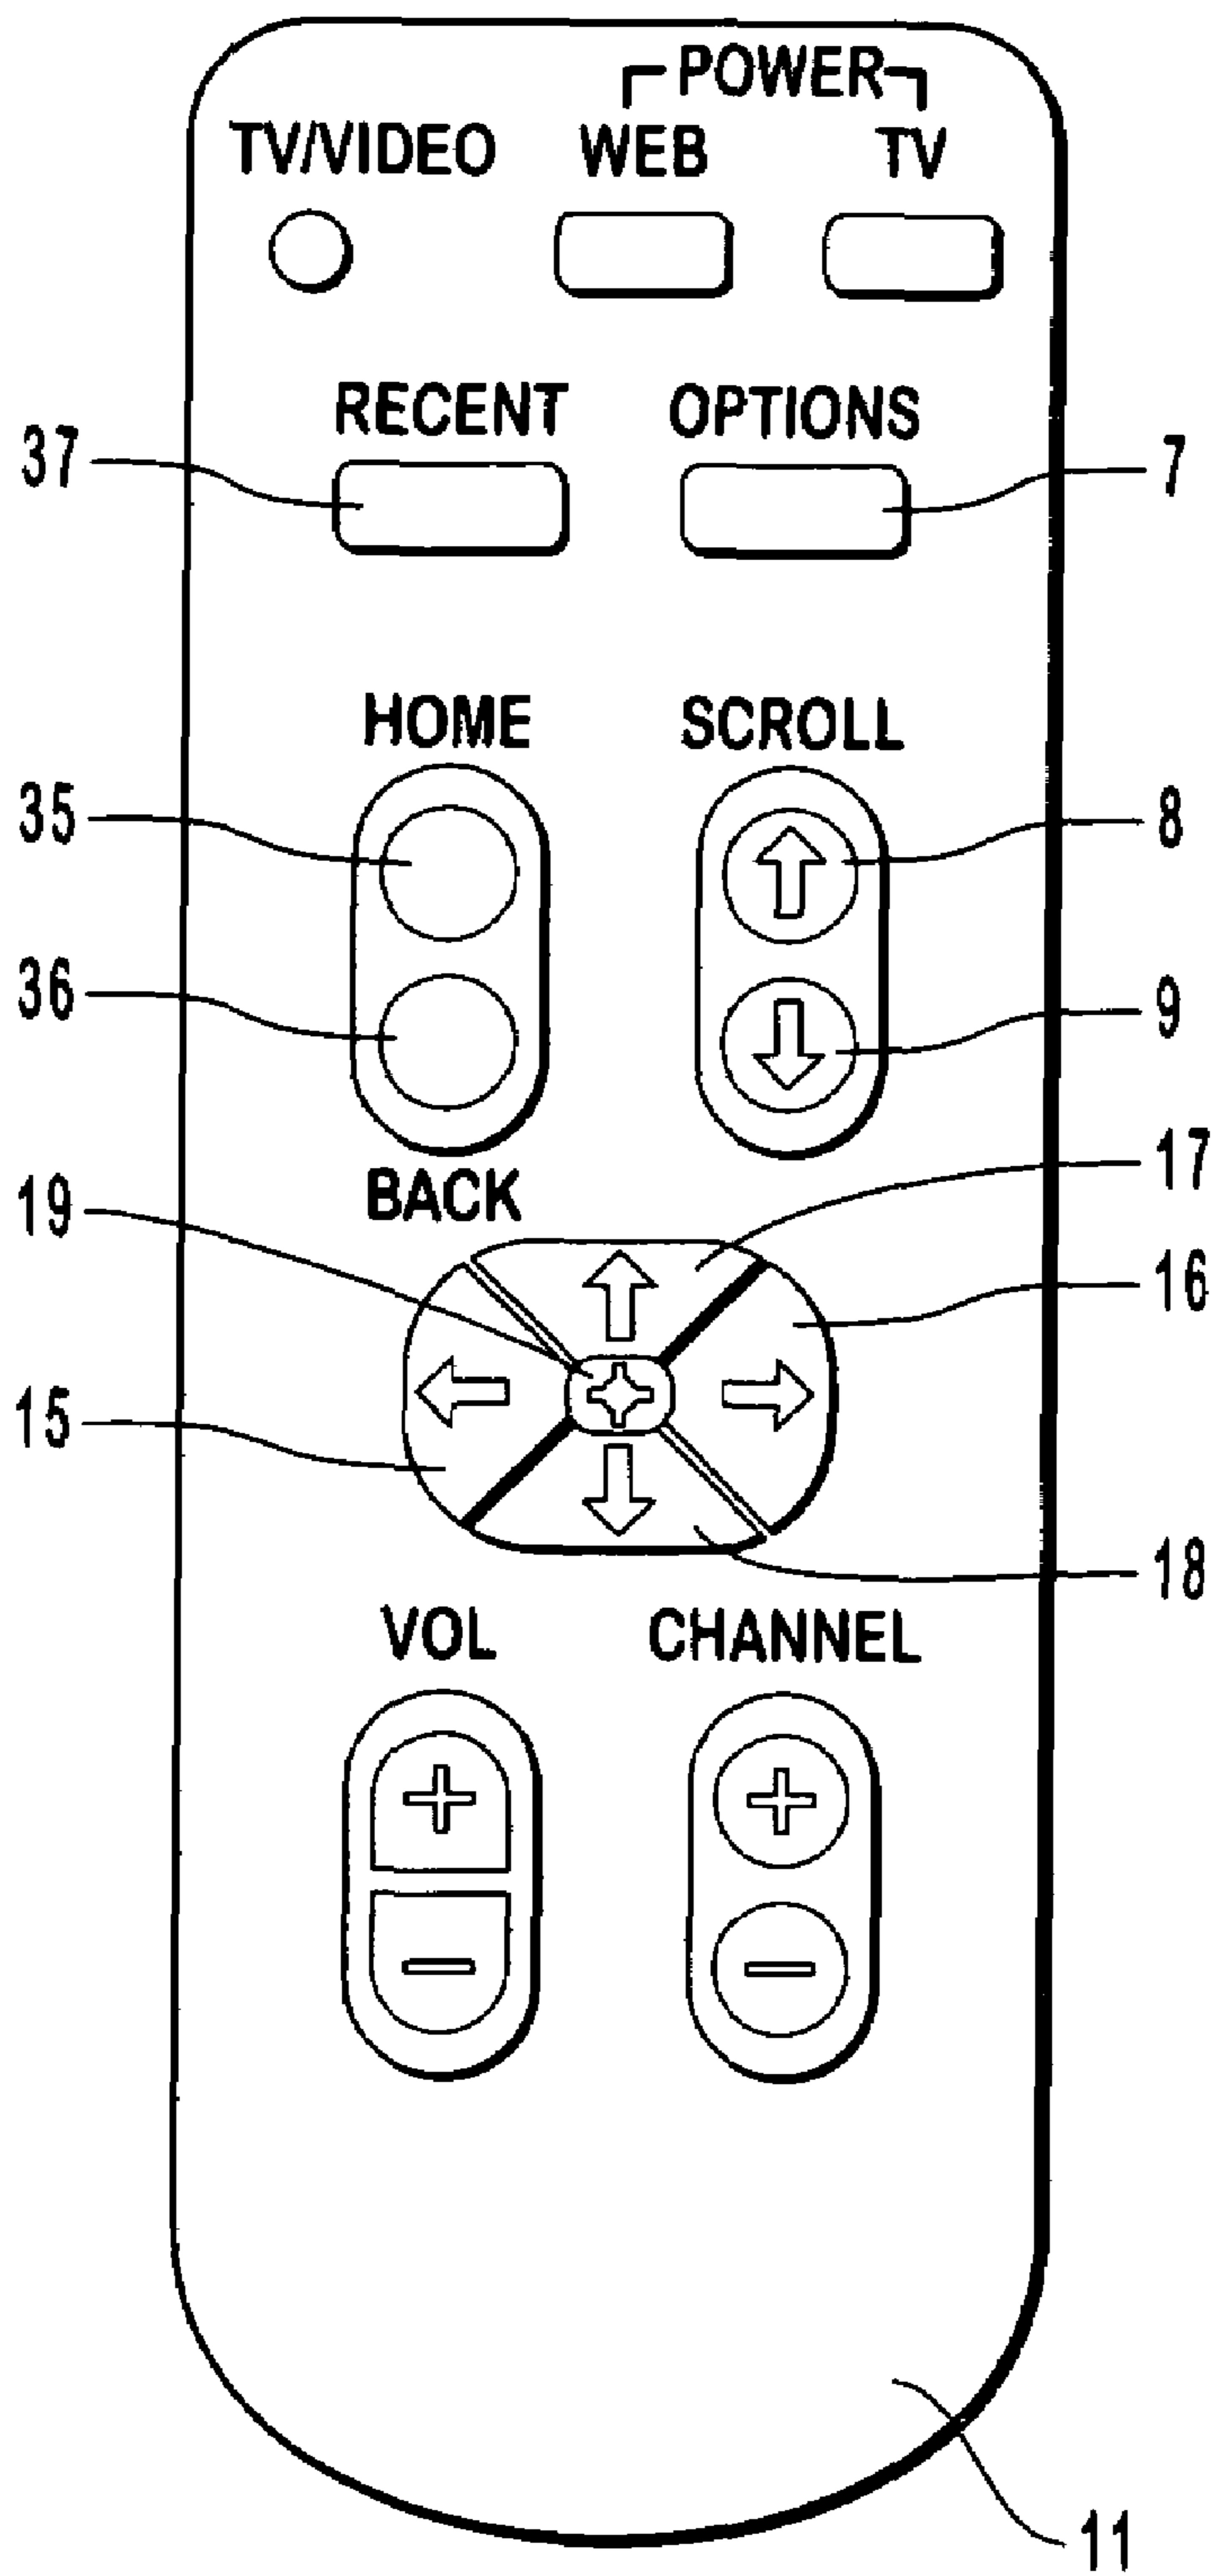 POWER
TV/VIDEO WEB TV
RECENT OPTIONS
37 7
HOME SCROLL
35 8
36 9
BACK
17
19
16
15
18
VOL CHANNEL
+ +
− −
11